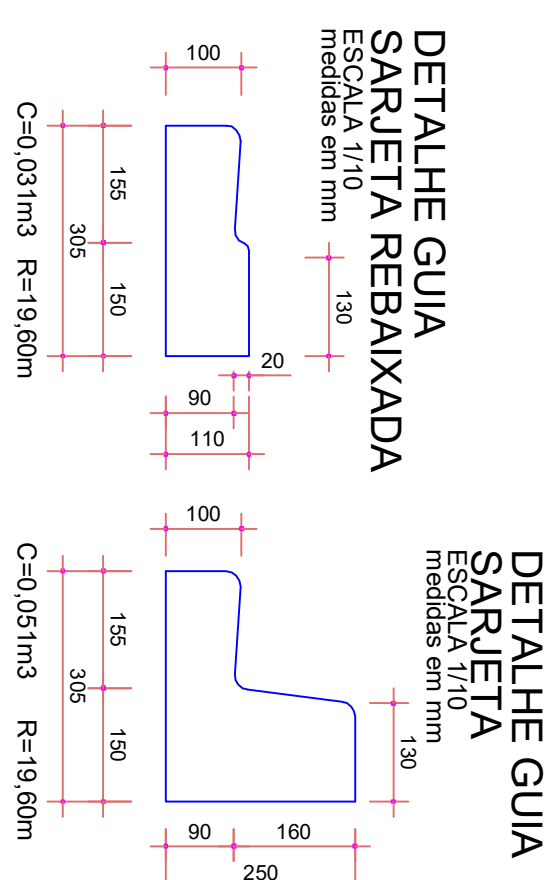 DETALHE GUIA
SARJETA REBAIXADA
ESCALA 1/10
medidas em mm
100
130
20
155
150
90
305
110
C=0,031m3 R=19,60m
DETALHE GUIA
SARJETA
ESCALA 1/10
medidas em mm
100
130
155
150
90
160
305
250
C=0,051m3 R=19,60m